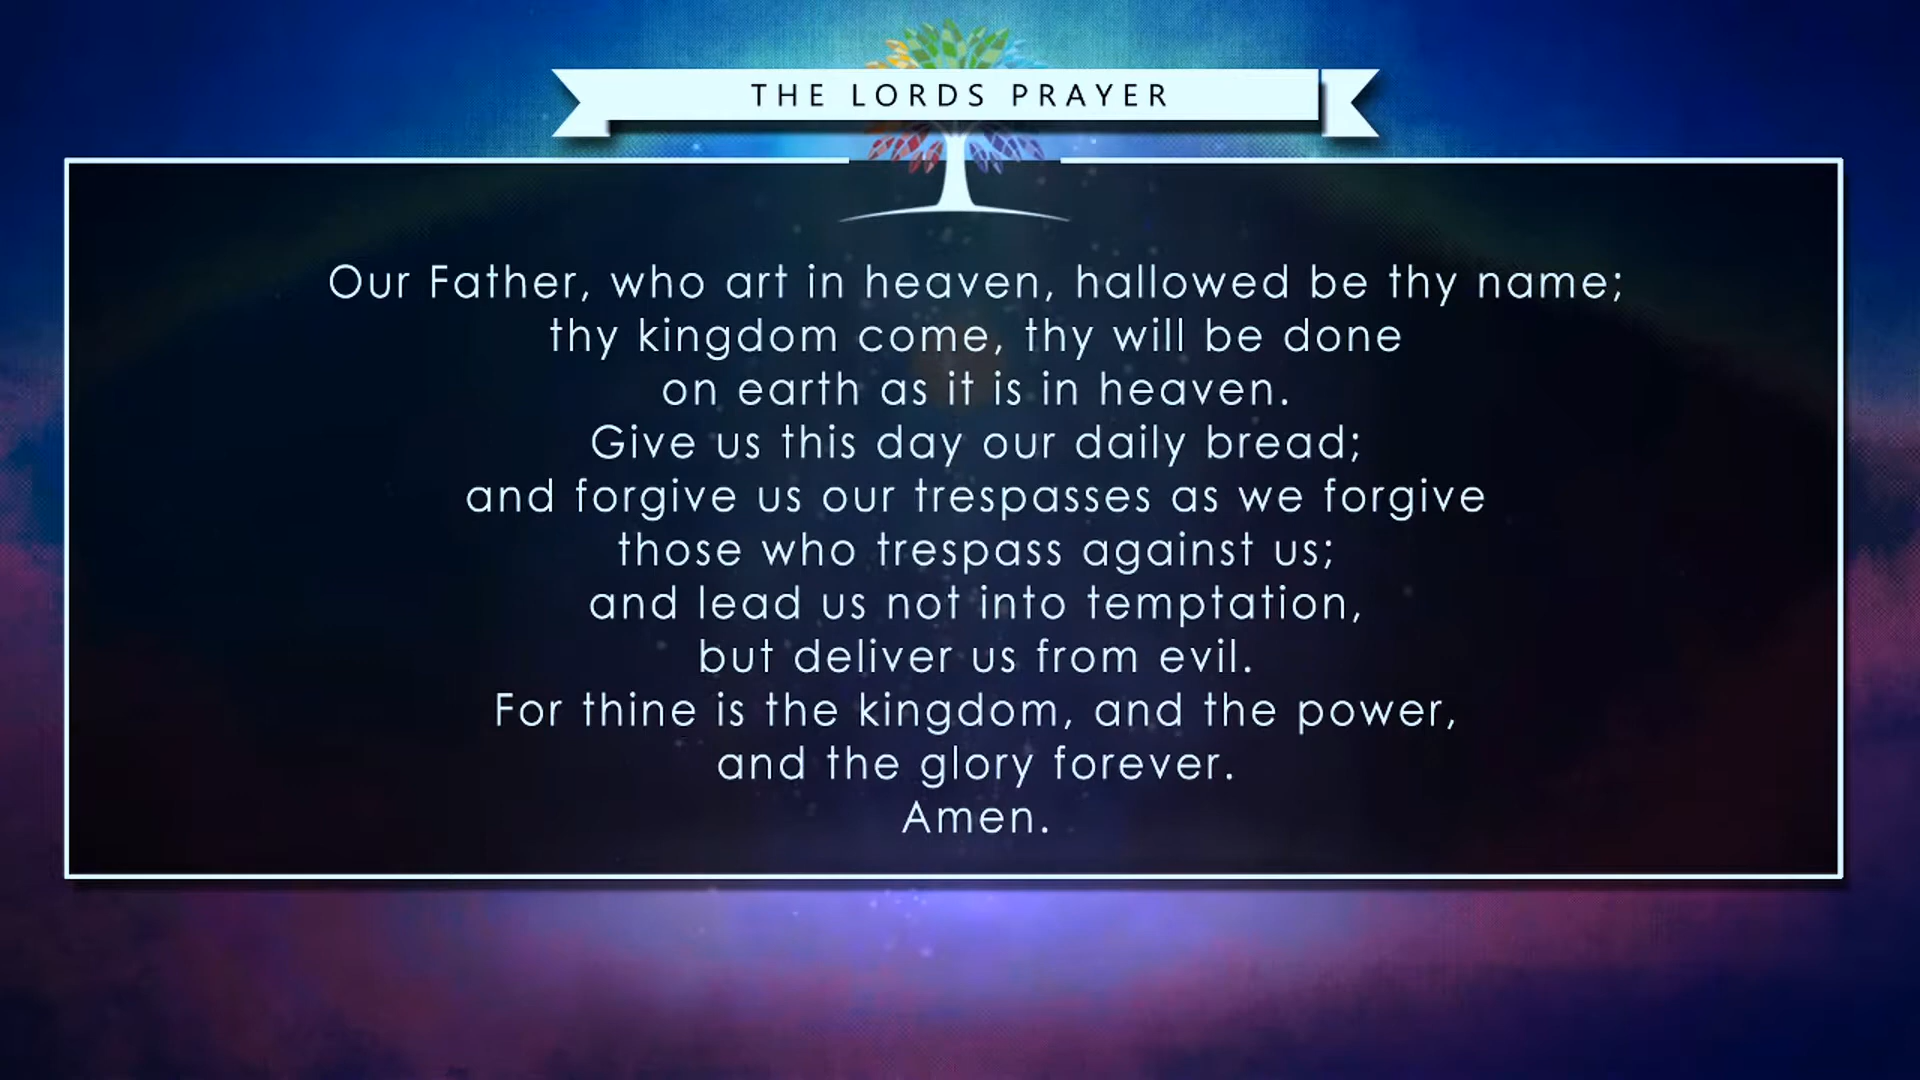 THE LORDS PRAYER
Our Father, who art in heaven, hallowed be thy name;
thy kingdom come, thy will be done
on earth as it is in heaven.
Give us this day our daily bread;
and forgive us our trespasses as we forgive
those who trespass against us;
and lead us not into temptation,
but deliver us from evil.
For thine is the kingdom, and the power,
and the glory forever.
Amen.